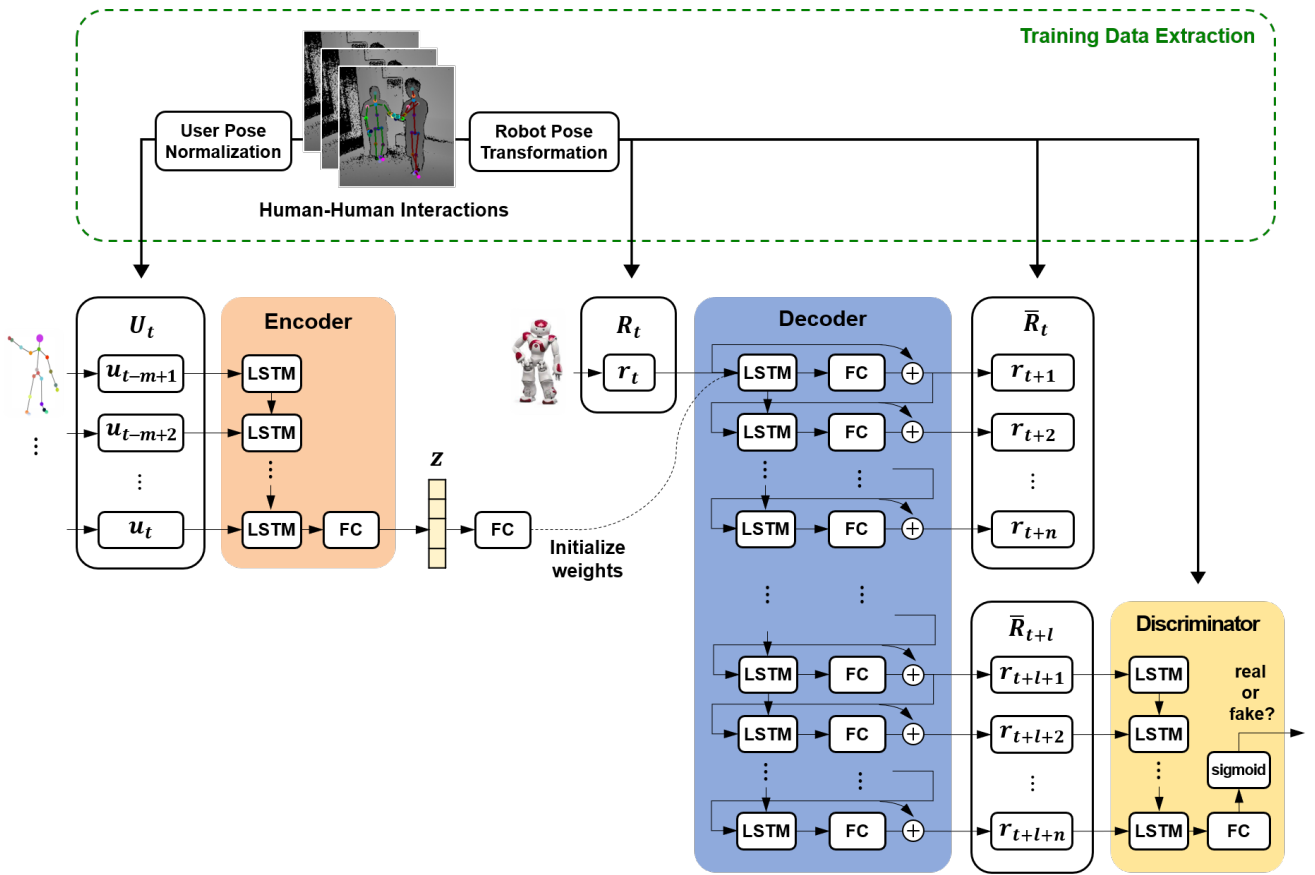 Training Data Extraction
User Pose
Normalization
Robot Pose
Transformation
Human-Human Interactions
U_t
u_{t-m+1}
u_{t-m+2}
⋮
u_t
⋮
Encoder
LSTM
LSTM
⋮
LSTM
FC
z
FC
Initialize
weights
R_t
r_t
Decoder
LSTM
FC
+
LSTM
FC
+
⋮
⋮
LSTM
FC
+
⋮
⋮
LSTM
FC
+
LSTM
FC
+
⋮
⋮
LSTM
FC
+
R̅_t
r_{t+1}
r_{t+2}
⋮
r_{t+n}
R̅_{t+l}
r_{t+l+1}
r_{t+l+2}
⋮
r_{t+l+n}
Discriminator
LSTM
LSTM
⋮
LSTM
FC
sigmoid
real
or
fake?